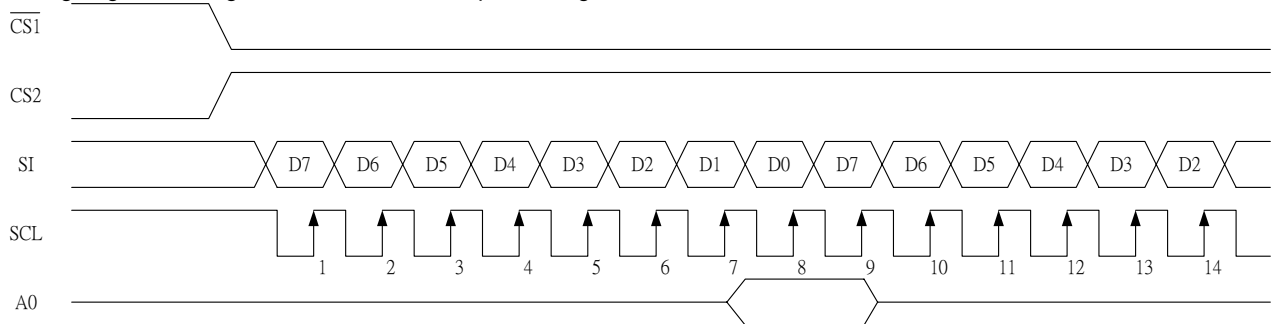 CS1
CS2
SI D7 D6 D5 D4 D3 D2 D1 D0 D7 D6 D5 D4 D3 D2
SCL
1 2 3 4 5 6 7 8 9 10 11 12 13 14
A0